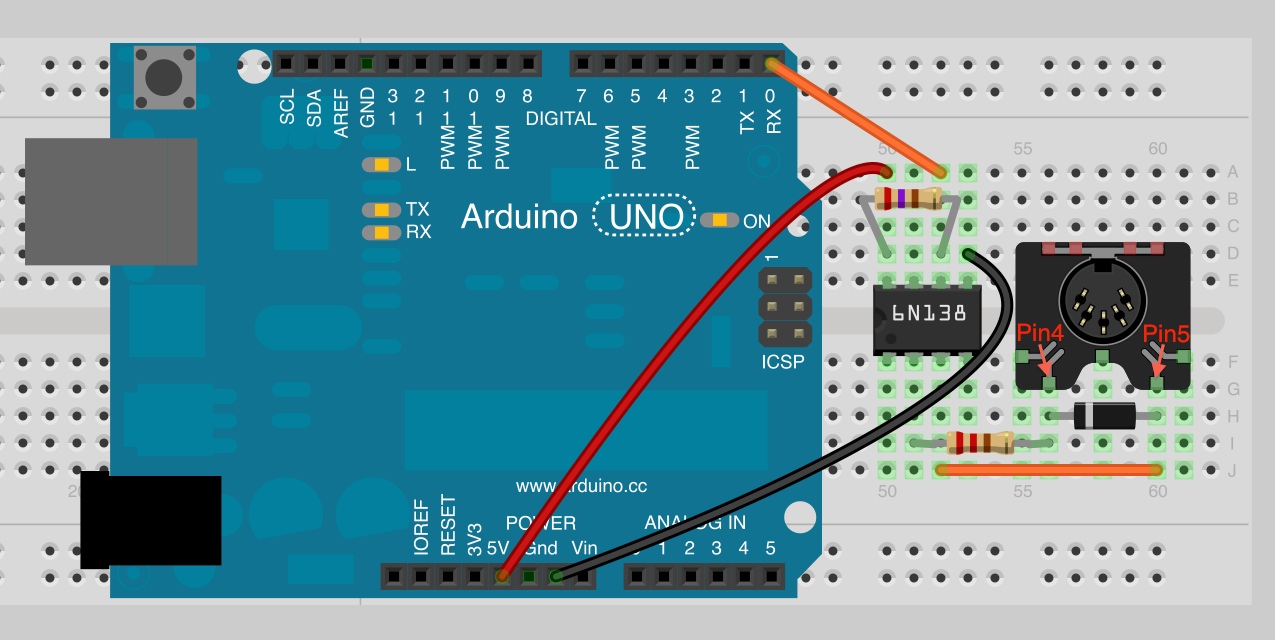 SCL SDA AREF GND 13 12 PWM 11 PWM 10 PWM 9 8 7 PWM 6 PWM 5 4 PWM 3 2 TX 1 RX 0
DIGITAL
L
TX
RX
Arduino UNO
ON
1
ICSP
www.arduino.cc
IOREF RESET 3V3 5V Gnd Vin
POWER
ANALOG IN
1 2 3 4 5
50 55 60
A
B
C
D
E
6N138
Pin4 Pin5
F
G
H
I
J
50 55 60